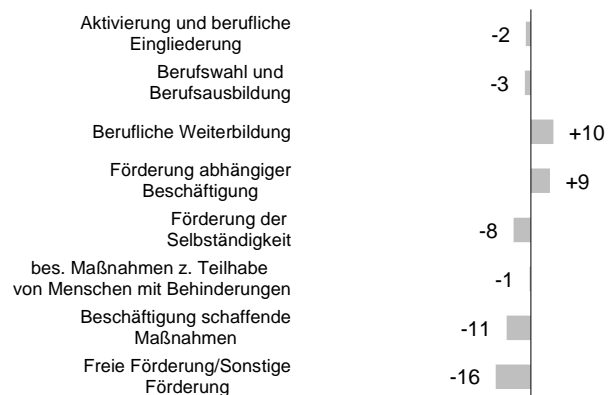 Aktivierung und berufliche
Eingliederung
-2
Berufswahl und
Berufsausbildung
-3
Berufliche Weiterbildung
+10
Förderung abhängiger
Beschäftigung
+9
Förderung der
Selbständigkeit
-8
bes. Maßnahmen z. Teilhabe
von Menschen mit Behinderungen
-1
Beschäftigung schaffende
Maßnahmen
-11
Freie Förderung/Sonstige
Förderung
-16